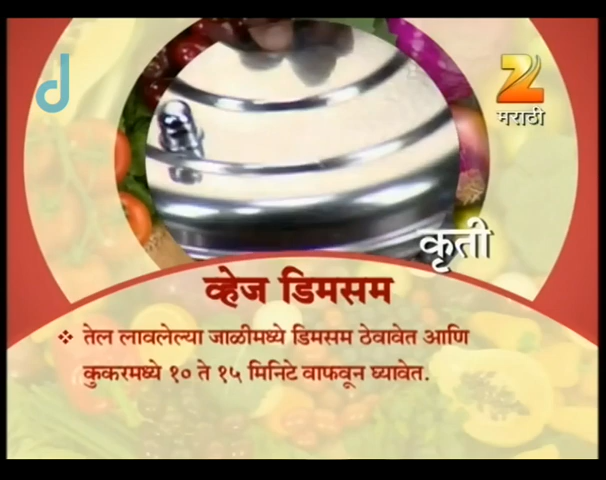 मराठी
कृती
व्हेज डिमसम
❖ तेल लावलेल्या जाळीमध्ये डिमसम ठेवावेत आणि
कुकरमध्ये १० ते १५ मिनिटे वाफवून घ्यावेत.